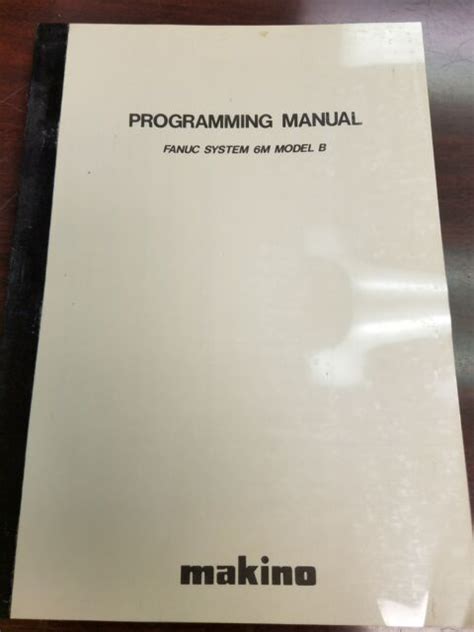 PROGRAMMING MANUAL
FANUC SYSTEM 6M MODEL B
makino